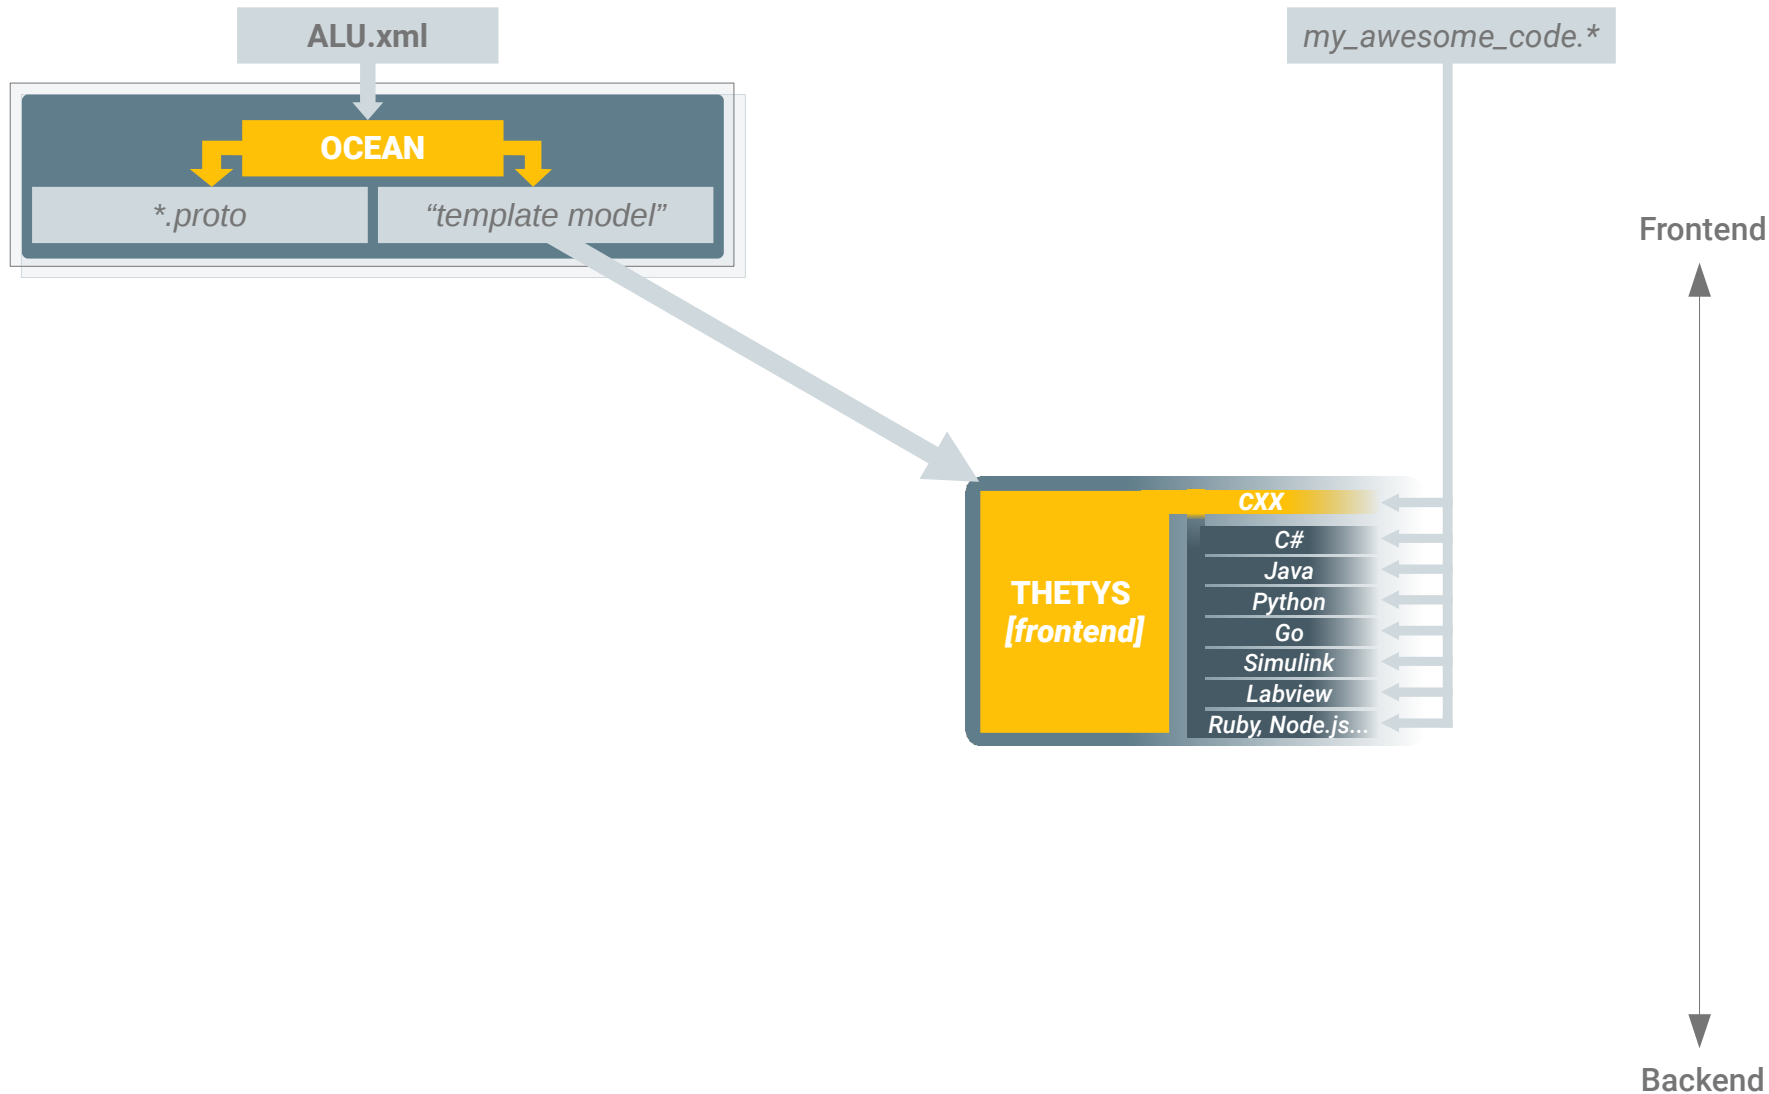 ALU.xml
my_awesome_code.*
OCEAN
*.proto
“template model”
Frontend
CXX
C#
Java
Python
Go
Simulink
Labview
Ruby, Node.js...
THETYS
[frontend]
Backend